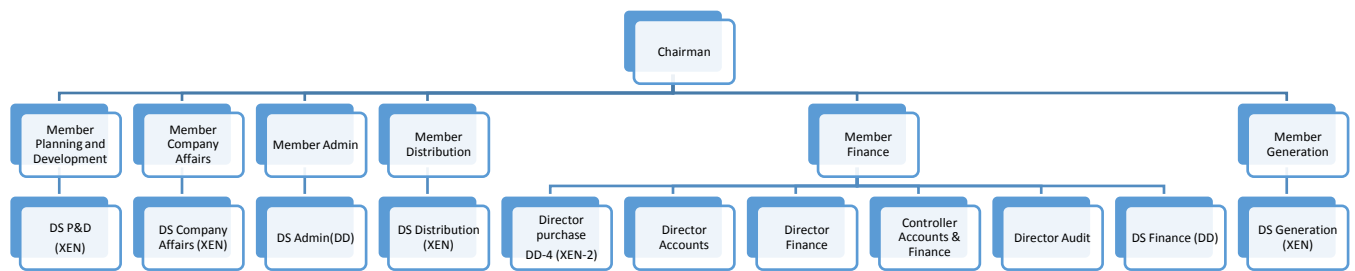 Chairman
Member
Planning and
Development
Member
Company
Affairs
Member Admin
Member
Distribution
Member
Finance
Member
Generation
DS P&D
(XEN)
DS Company
Affairs (XEN)
DS Admin(DD)
DS Distribution
(XEN)
Director
purchase
DD-4 (XEN-2)
Director
Accounts
Director
Finance
Controller
Accounts &
Finance
Director Audit
DS Finance (DD)
DS Generation
(XEN)